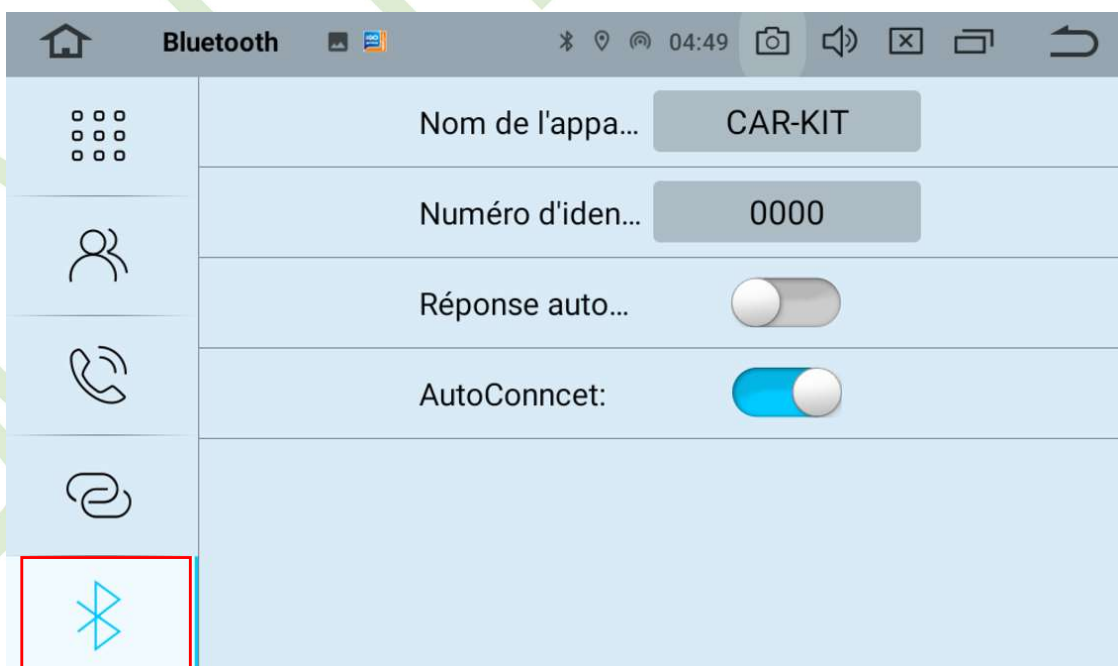 Bluetooth 04:49
Nom de l'appa... CAR-KIT
Numéro d'iden... 0000
Réponse auto...
AutoConncet: